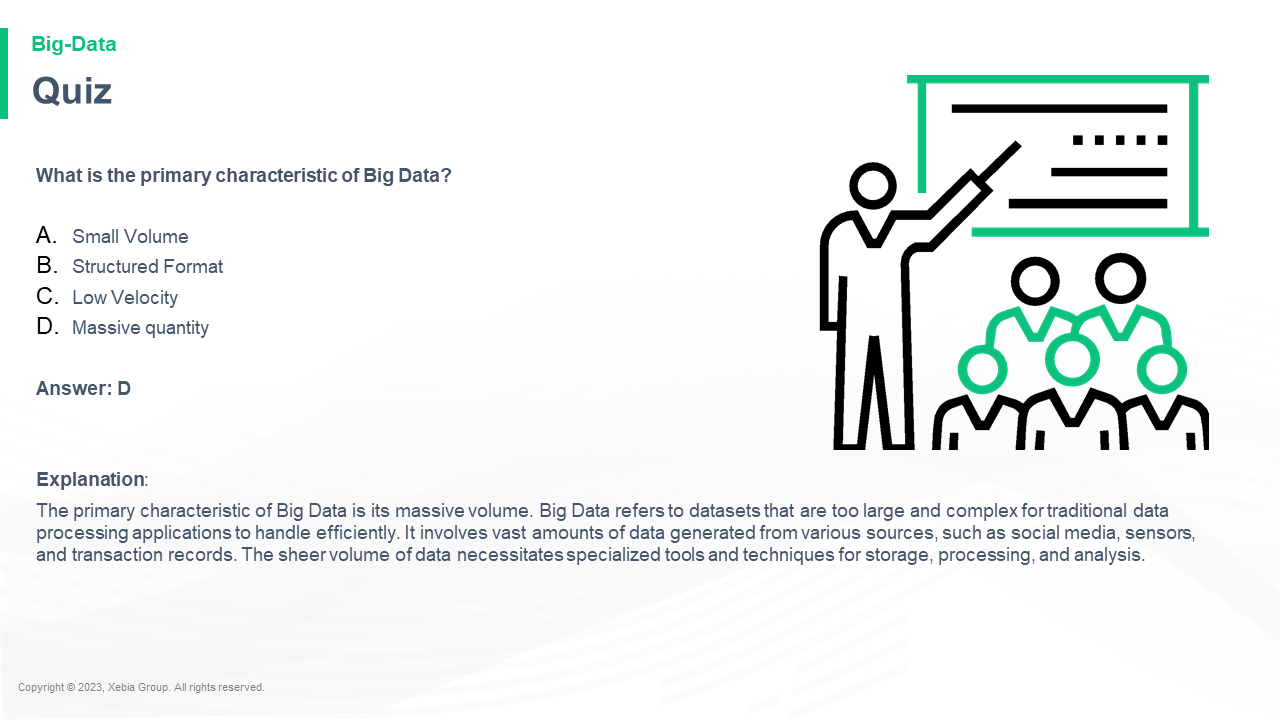 Big-Data
Quiz
What is the primary characteristic of Big Data?
A. Small Volume
B. Structured Format
C. Low Velocity
D. Massive quantity
Answer: D
Explanation:
The primary characteristic of Big Data is its massive volume. Big Data refers to datasets that are too large and complex for traditional data
processing applications to handle efficiently. It involves vast amounts of data generated from various sources, such as social media, sensors,
and transaction records. The sheer volume of data necessitates specialized tools and techniques for storage, processing, and analysis.
Copyright © 2023, Xebia Group. All rights reserved.